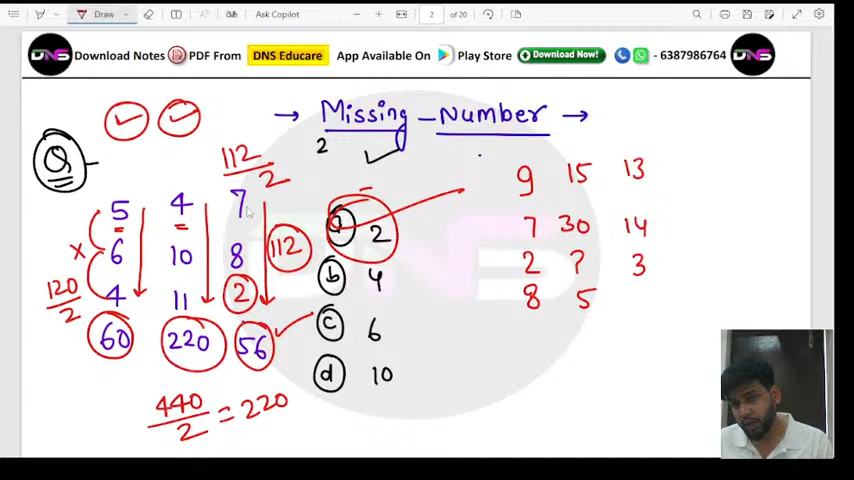 Draw
Ask Copilot
2 of 20
DNS Download Notes PDF From DNS Educare App Available On Play Store Download Now! - 6387986764 DNS
→ Missing - Number →
2
Q
112/2
5 4 7
6 10 8
4 11 2
60 220 56
×
120/2
112
440/2 = 220
a 2
b 4
c 6
d 10
9 15 13
7 30 14
2 ? 3
8 5